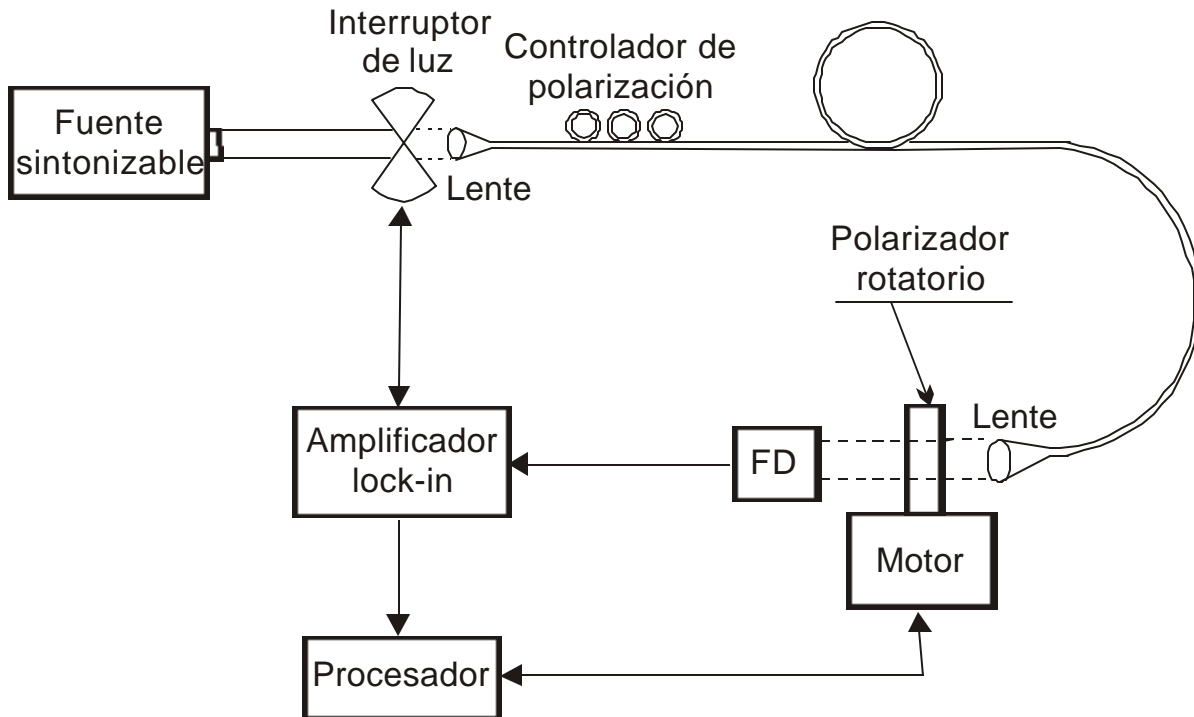 Interruptor
de luz
Controlador de
polarización
Fuente
sintonizable
Lente
Polarizador
rotatorio
Lente
Amplificador
lock-in
FD
Motor
Procesador